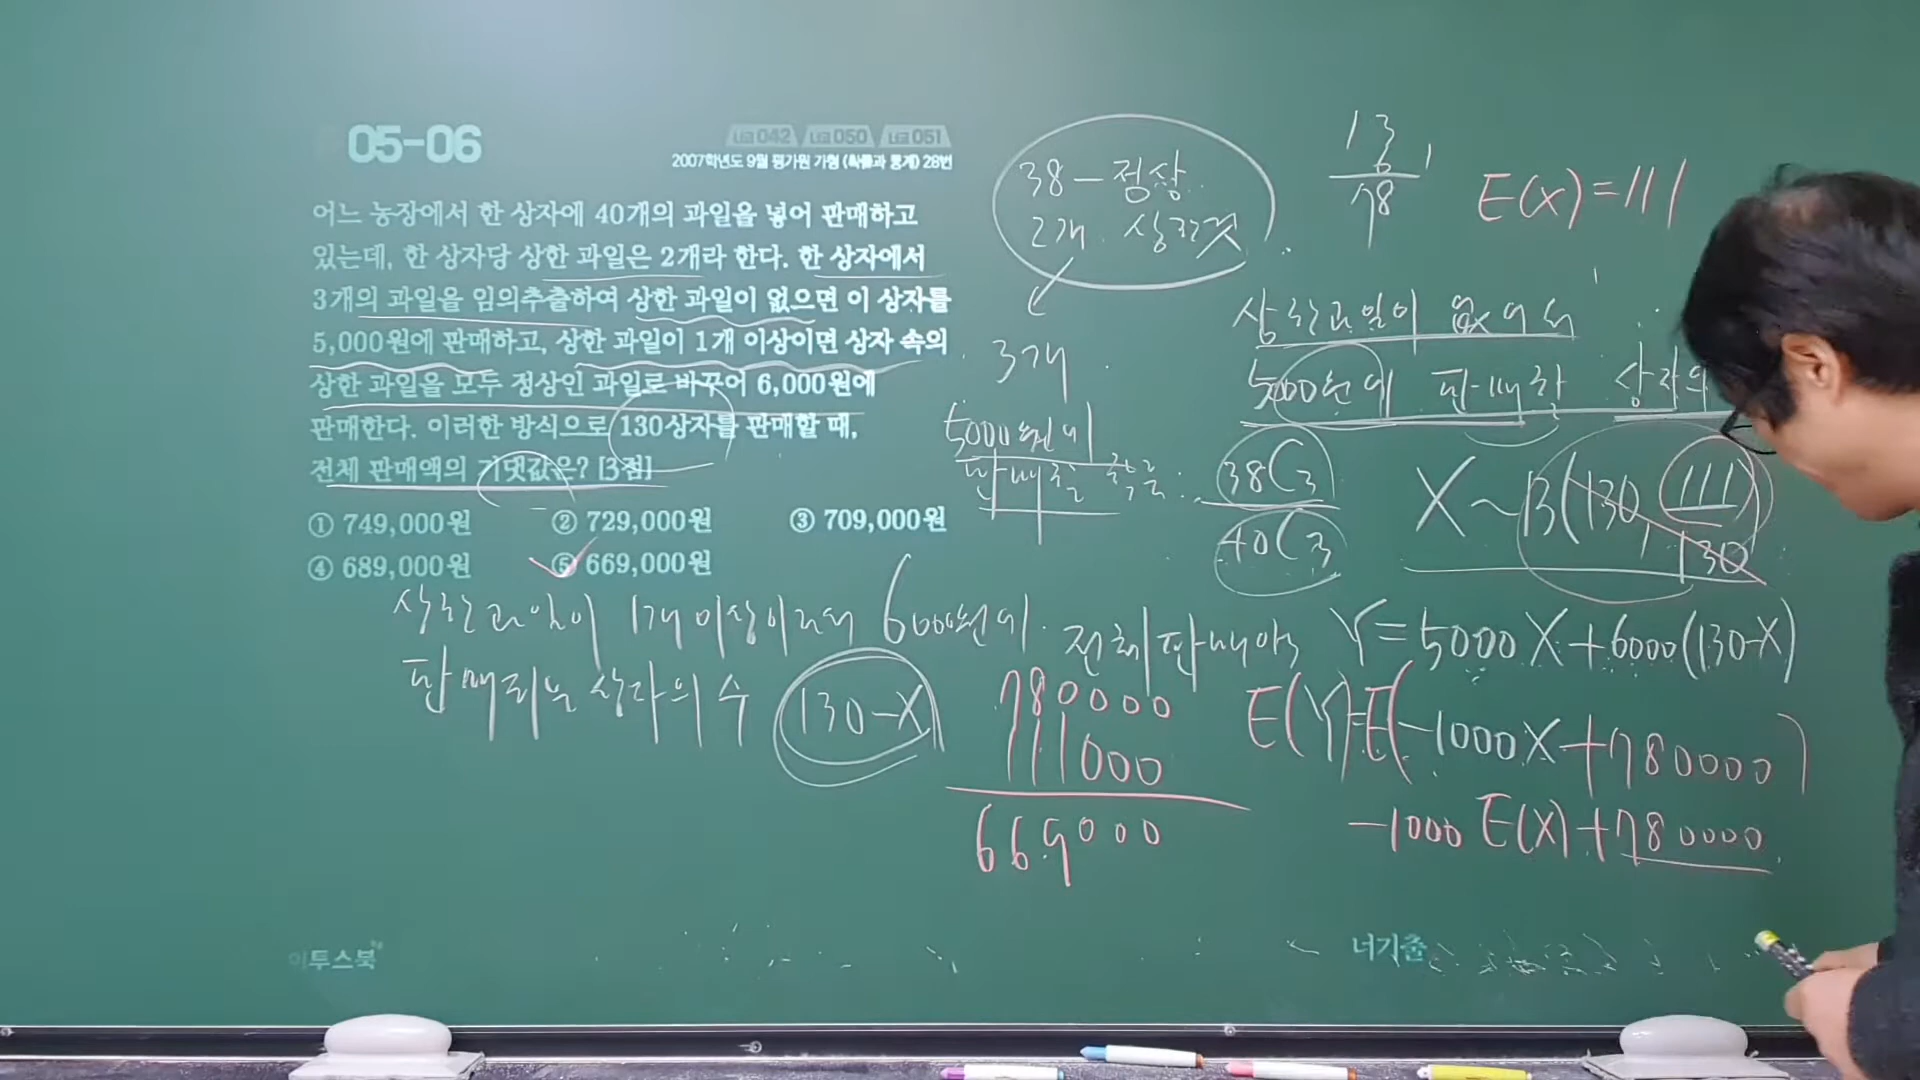 05-06
너코 042 너코 050 너코 051
2007학년도 9월 평가원 가형 (확률과 통계) 28번
어느 농장에서 한 상자에 40개의 과일을 넣어 판매하고
있는데, 한 상자당 상한 과일은 2개라 한다. 한 상자에서
3개의 과일을 임의추출하여 상한 과일이 없으면 이 상자를
5,000원에 판매하고, 상한 과일이 1개 이상이면 상자 속의
상한 과일을 모두 정상인 과일로 바꾸어 6,000원에
판매한다. 이러한 방식으로 130상자를 판매할 때,
전체 판매액의 기댓값은? [3점]
① 749,000원 ② 729,000원 ③ 709,000원
④ 689,000원 ⑤ 669,000원
상한 과일이 1개 이상이라서 6000원에
판매되는 상자의 수 130-X
38-정상
2개 상한것
3개
5000원에
판매할 확률: 38C3
40C3
13
78
E(X)=111
상한과일이 없어서
5000원에 판매한 상자의
X~B(130, 111
130)
전체 판매액 Y=5000X+6000(130-X)
E(Y)=E(-1000X+780000)
-1000E(X)+780000
780000
111000
669000
이투스북
너기출